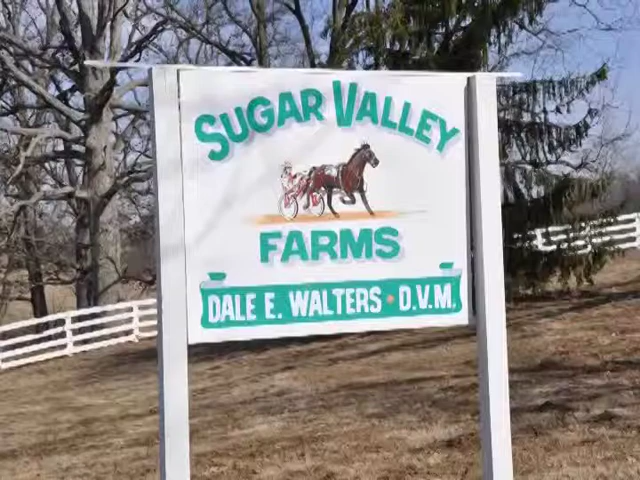 SUGAR VALLEY
FARMS
DALE E. WALTERS • D.V.M.